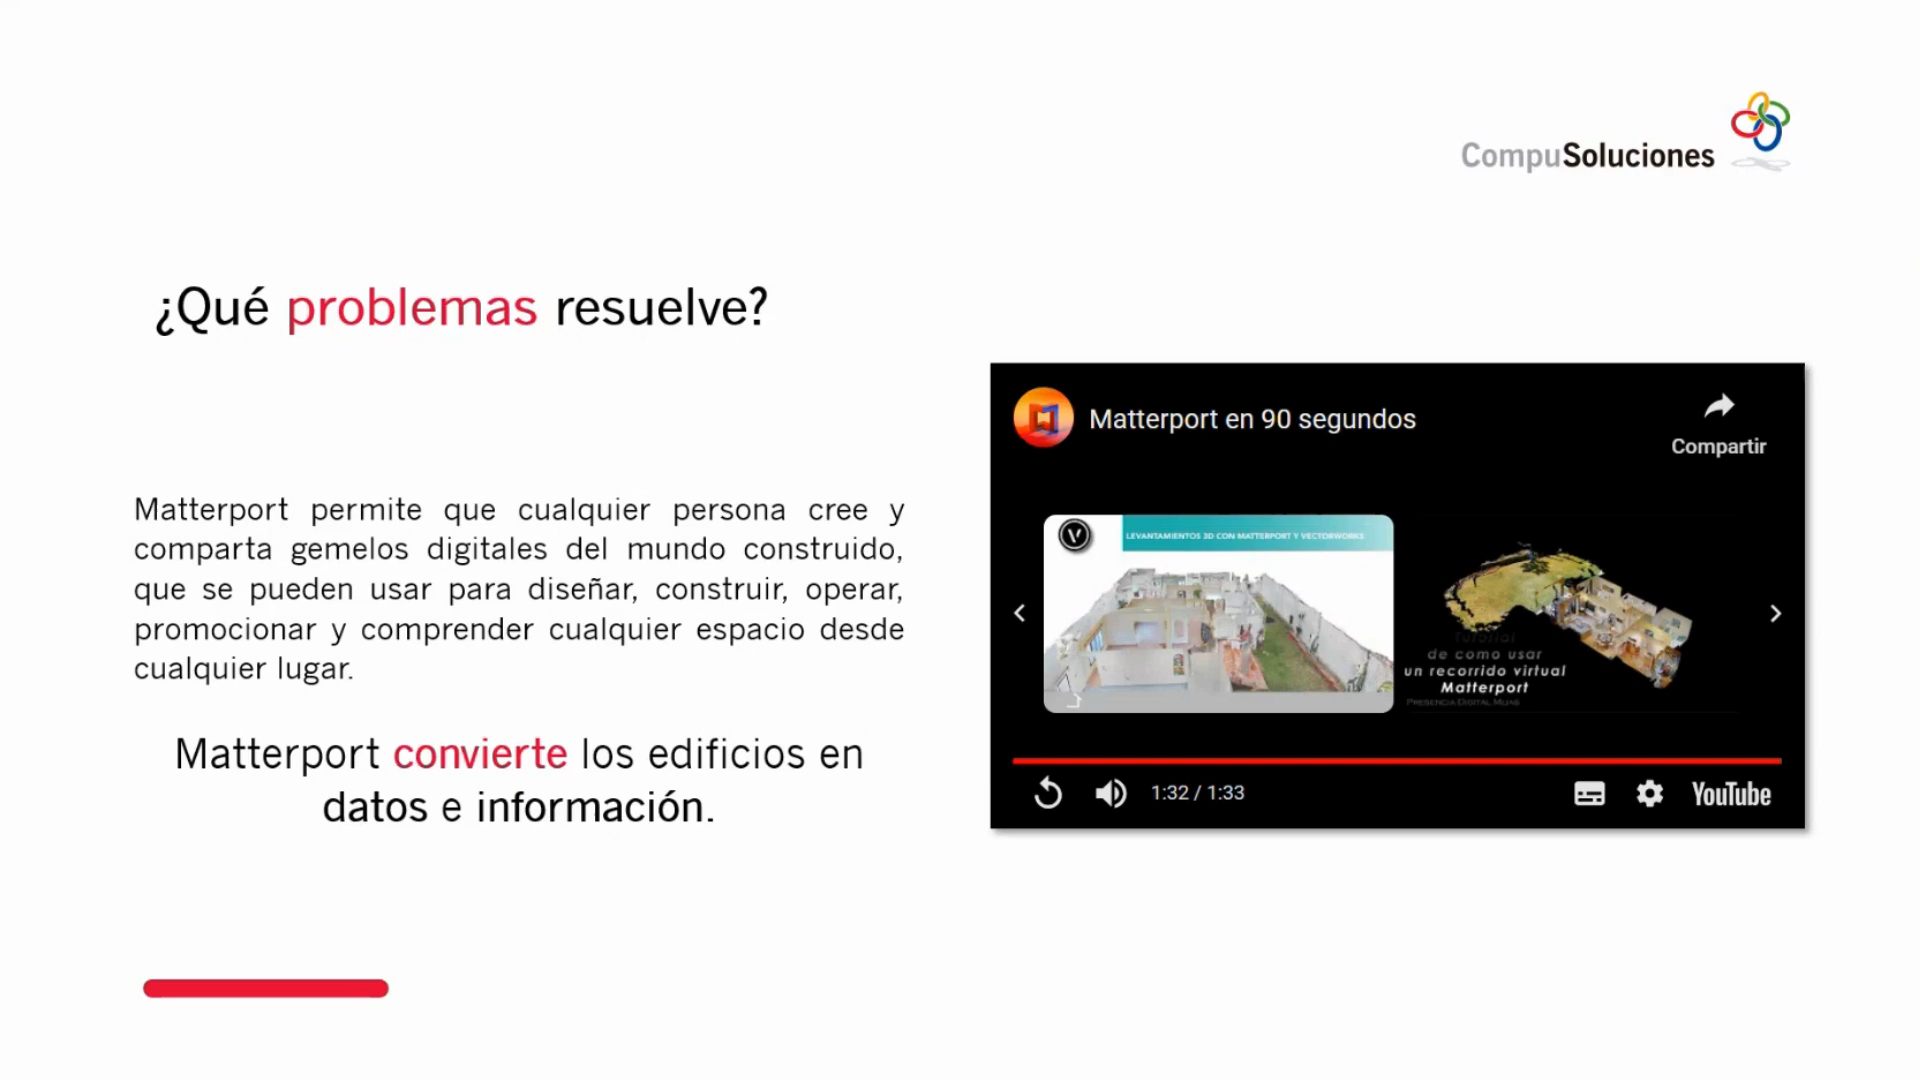 CompuSoluciones
¿Qué problemas resuelve?
Matterport permite que cualquier persona cree y
comparta gemelos digitales del mundo construido,
que se pueden usar para diseñar, construir, operar,
promocionar y comprender cualquier espacio desde
cualquier lugar.
Matterport convierte los edificios en
datos e información.
Matterport en 90 segundos
Compartir
V
LEVANTAMIENTOS 3D CON MATTERPORT Y VECTORWORKS
Tutorial
de como usar
un recorrido virtual
Matterport
Presencia Digital Mijas
1:32 / 1:33
YouTube